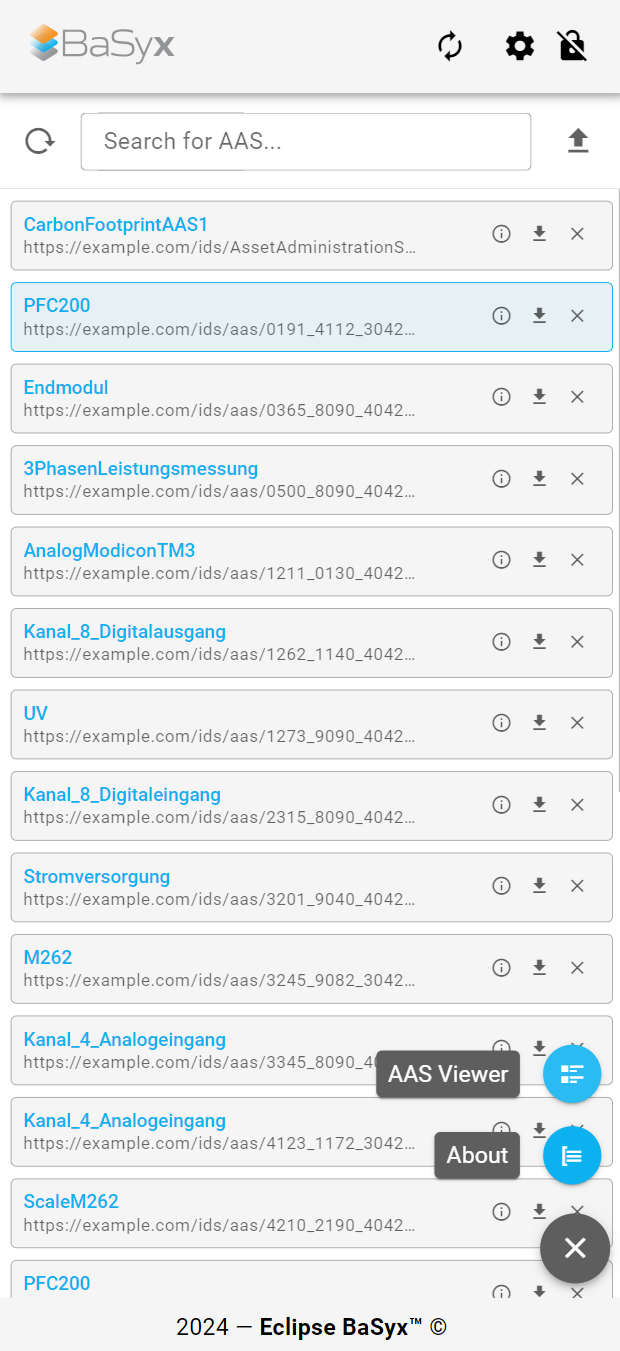 BaSyx
Search for AAS...
CarbonFootprintAAS1
https://example.com/ids/AssetAdministrationS...
PFC200
https://example.com/ids/aas/0191_4112_3042...
Endmodul
https://example.com/ids/aas/0365_8090_4042...
3PhasenLeistungsmessung
https://example.com/ids/aas/0500_8090_4042...
AnalogModiconTM3
https://example.com/ids/aas/1211_0130_4042...
Kanal_8_Digitalausgang
https://example.com/ids/aas/1262_1140_4042...
UV
https://example.com/ids/aas/1273_9090_4042...
Kanal_8_Digitaleingang
https://example.com/ids/aas/2315_8090_4042...
Stromversorgung
https://example.com/ids/aas/3201_9040_4042...
M262
https://example.com/ids/aas/3245_9082_3042...
Kanal_4_Analogeingang
https://example.com/ids/aas/3345_8090_40
AAS Viewer
Kanal_4_Analogeingang
https://example.com/ids/aas/4123_1172_3042...
About
ScaleM262
https://example.com/ids/aas/4210_2190_4042...
PFC200
2024 — Eclipse BaSyx™ ©